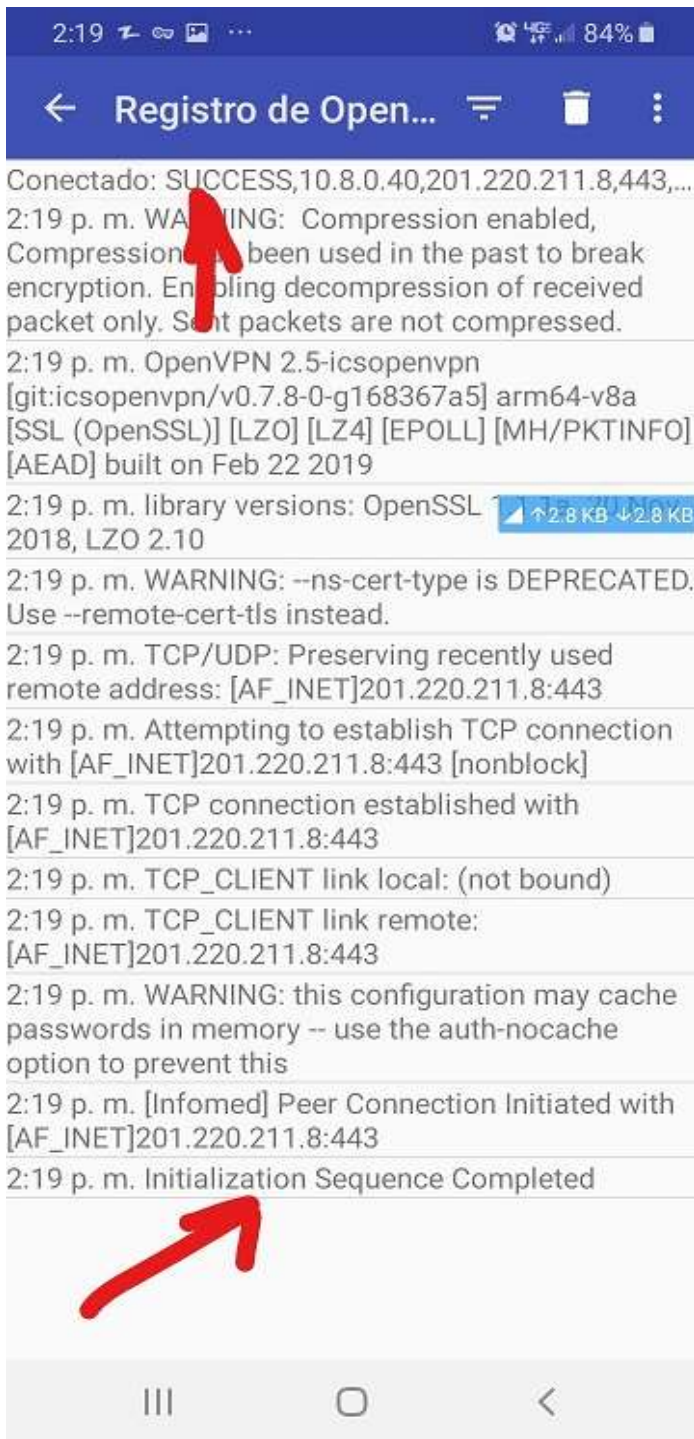 2:19 ... 84%
Registro de Open...
Conectado: SUCCESS,10.8.0.40,201.220.211.8,443,...
2:19 p. m. WARNING: Compression enabled,
Compression been used in the past to break
encryption. Enabling decompression of received
packet only. Sent packets are not compressed.
2:19 p. m. OpenVPN 2.5-icsopenvpn
[git:icsopenvpn/v0.7.8-0-g168367a5] arm64-v8a
[SSL (OpenSSL)] [LZO] [LZ4] [EPOLL] [MH/PKTINFO]
[AEAD] built on Feb 22 2019
2:19 p. m. library versions: OpenSSL
↑2.8 KB ↓2.8 KB
2018, LZO 2.10
2:19 p. m. WARNING: --ns-cert-type is DEPRECATED.
Use --remote-cert-tls instead.
2:19 p. m. TCP/UDP: Preserving recently used
remote address: [AF_INET]201.220.211.8:443
2:19 p. m. Attempting to establish TCP connection
with [AF_INET]201.220.211.8:443 [nonblock]
2:19 p. m. TCP connection established with
[AF_INET]201.220.211.8:443
2:19 p. m. TCP_CLIENT link local: (not bound)
2:19 p. m. TCP_CLIENT link remote:
[AF_INET]201.220.211.8:443
2:19 p. m. WARNING: this configuration may cache
passwords in memory -- use the auth-nocache
option to prevent this
2:19 p. m. [Infomed] Peer Connection Initiated with
[AF_INET]201.220.211.8:443
2:19 p. m. Initialization Sequence Completed